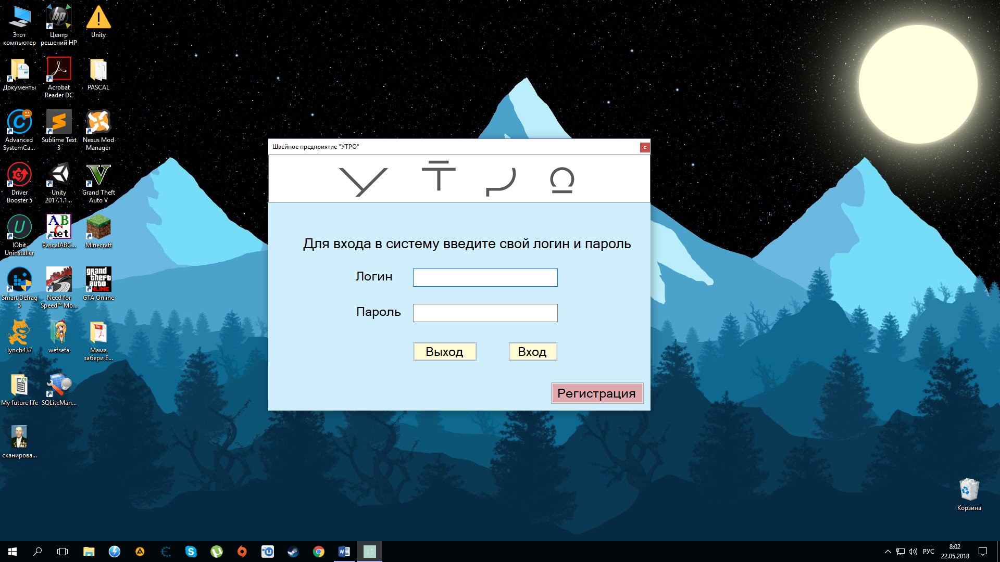 Этот
компьютер
Центр
решений HP
Unity
Документы
Acrobat
Reader DC
PASCAL
Advanced
SystemCa...
Sublime Text
3
Nexus Mod
Manager
Driver
Booster 5
Unity
2017.1.1...
Grand Theft
Auto V
IObit
Uninstaller
PascalABC...
Minecraft
Smart Defrag
5
Need for
Speed™ Mo...
GTA Online
lynch437
wefsefa
Мама
забери Е...
My future life
SQLiteMan...
сканирова...
Швейное предприятие "УТРО"
x
УТРО
Для входа в систему введите свой логин и пароль
Логин
Пароль
Выход
Вход
Регистрация
Корзина
РУС
8:02
22.05.2018